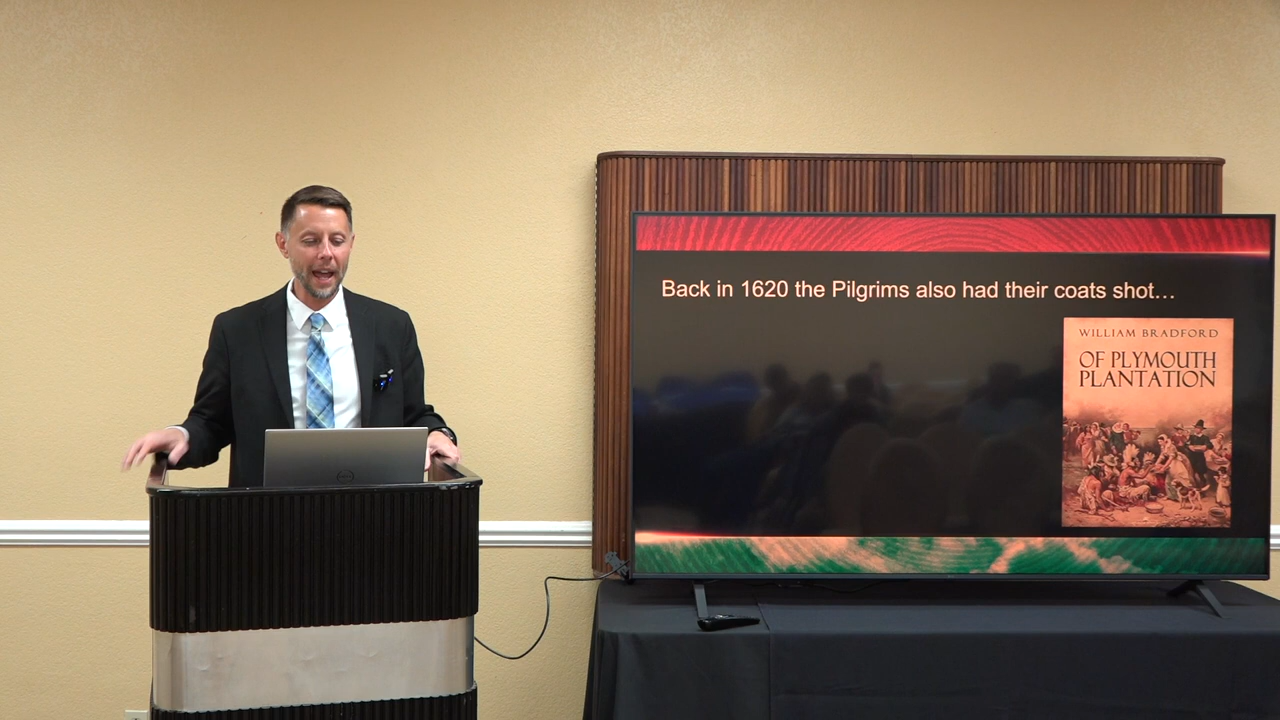 Back in 1620 the Pilgrims also had their coats shot…
WILLIAM BRADFORD
OF PLYMOUTH
PLANTATION